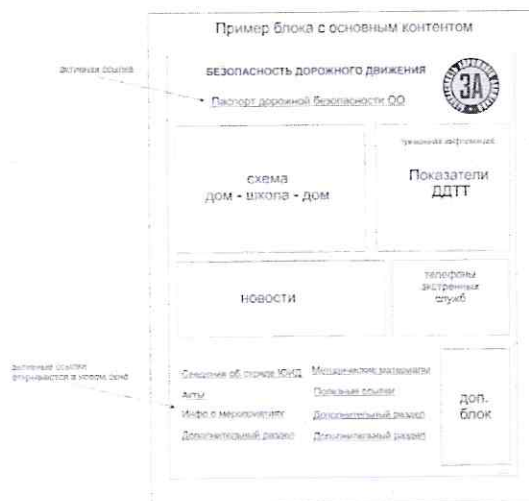 Пример блока с основным контентом
активная ссылка
БЕЗОПАСНОСТЬ ДОРОЖНОГО ДВИЖЕНИЯ
Паспорт дорожной безопасности ОО
ЗА
схема
дом - школа - дом
информация
Показатели
ДДТТ
новости
телефоны
экстренных
служб
активные ссылки
открываются в новом окне
Сведения об отряде ЮИД
Методические материалы
Акты
Полезные ссылки
Инфо о мероприятиях
Дополнительный раздел
Дополнительный раздел
Дополнительный раздел
доп.
блок